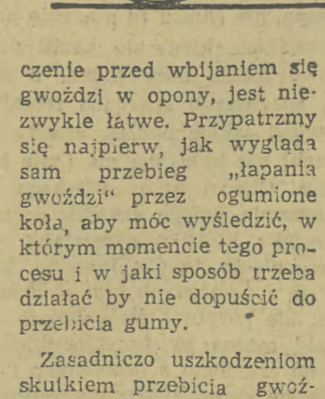 czenie przed wbijaniem się
gwoździ w opony, jest nie-
zwykle łatwe. Przypatrzmy
się najpierw, jak wygląda
sam przebieg „łapania
gwoździ“ przez ogumione
koła, aby móc wyśledzić, w
którym momencie tego pro-
cesu i w jaki sposób trzeba
działać by nie dopuścić do
przebicia gumy.
Zasadniczo uszkodzeniom
skutkiem przebicia gwoź-